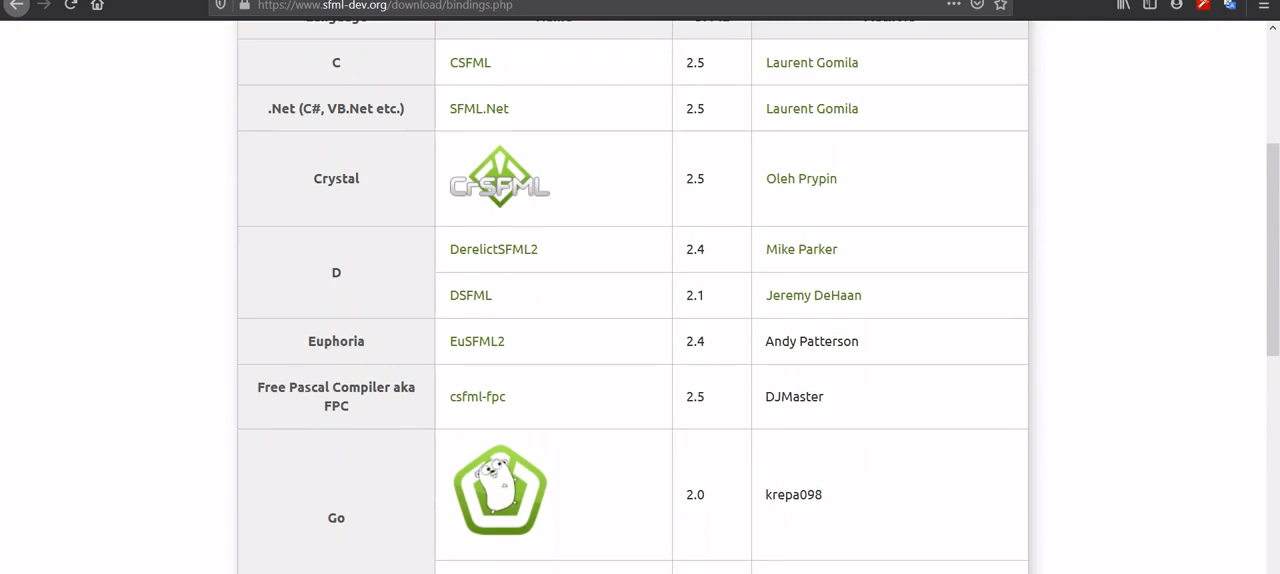 https://www.sfml-dev.org/download/bindings.php
C
CSFML
2.5
Laurent Gomila
.Net (C#, VB.Net etc.)
SFML.Net
2.5
Laurent Gomila
Crystal
CrSFML
2.5
Oleh Prypin
D
DerelictSFML2
2.4
Mike Parker
DSFML
2.1
Jeremy DeHaan
Euphoria
EuSFML2
2.4
Andy Patterson
Free Pascal Compiler aka
FPC
csfml-fpc
2.5
DJMaster
Go
2.0
krepa098